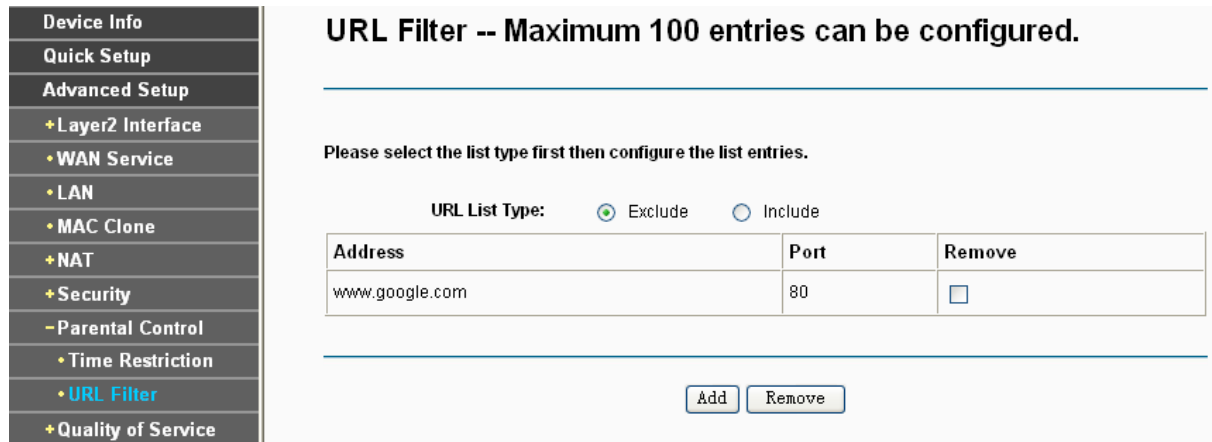 Device Info
Quick Setup
Advanced Setup
+Layer2 Interface
•WAN Service
•LAN
•MAC Clone
+NAT
+Security
−Parental Control
•Time Restriction
•URL Filter
+Quality of Service
URL Filter -- Maximum 100 entries can be configured.
Please select the list type first then configure the list entries.
URL List Type: Exclude Include
Address Port Remove
www.google.com 80
Add Remove